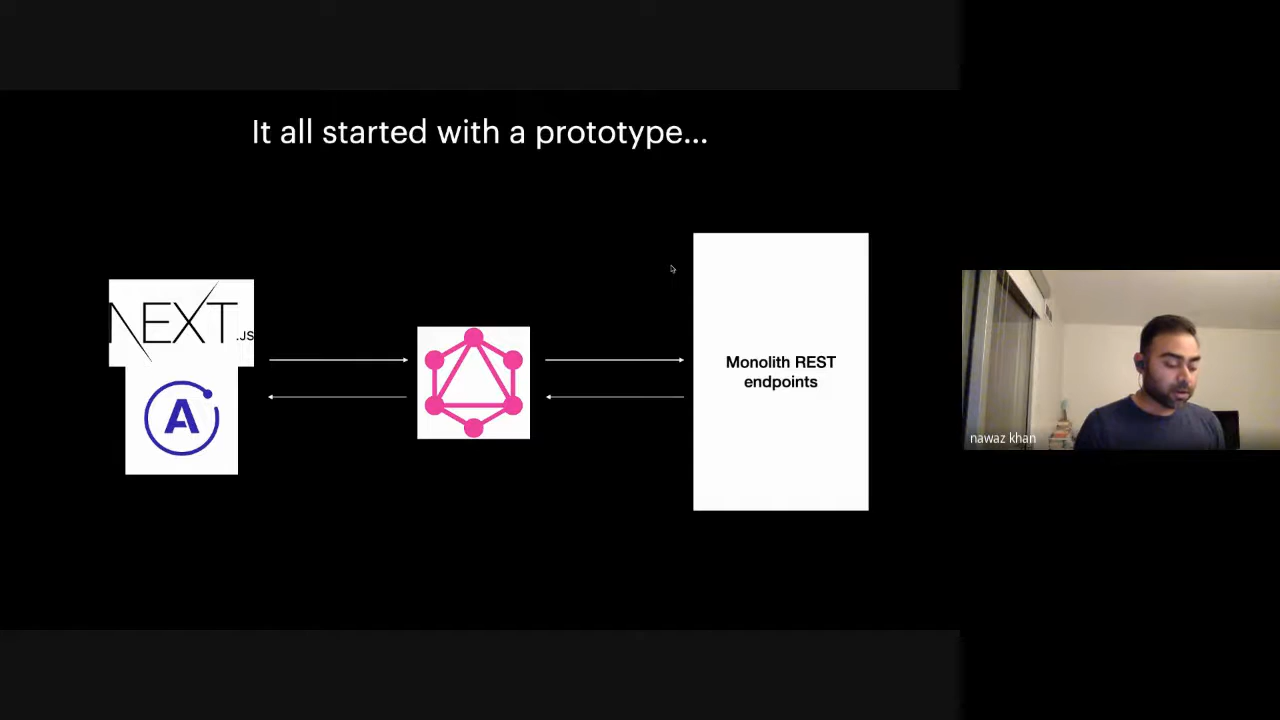 It all started with a prototype...
NEXT.JS
A
Monolith REST
endpoints
nawaz khan